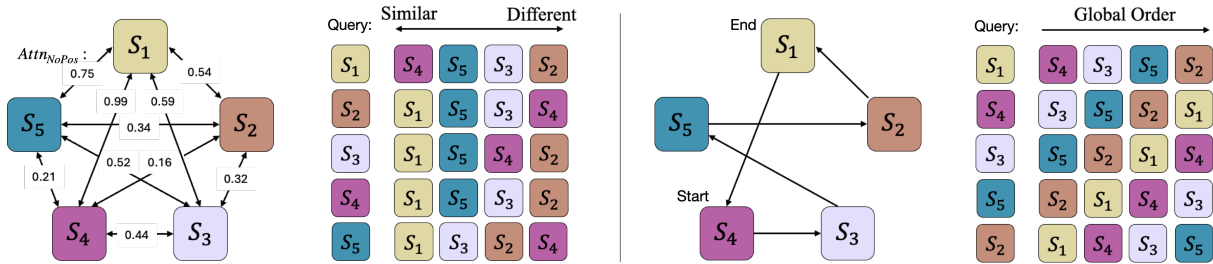 Attn_NoPos :
S1
S5
S2
S4
S3
0.75
0.54
0.99
0.59
0.34
0.52
0.16
0.21
0.32
0.44
Query:
Similar Different
S1 S4 S5 S3 S2
S2 S1 S5 S3 S4
S3 S1 S5 S4 S2
S4 S1 S5 S3 S2
S5 S1 S3 S2 S4
End
S1
S5
S2
Start
S4
S3
Query:
Global Order
S1 S4 S3 S5 S2
S4 S3 S5 S2 S1
S3 S5 S2 S1 S4
S5 S2 S1 S4 S3
S2 S1 S4 S3 S5